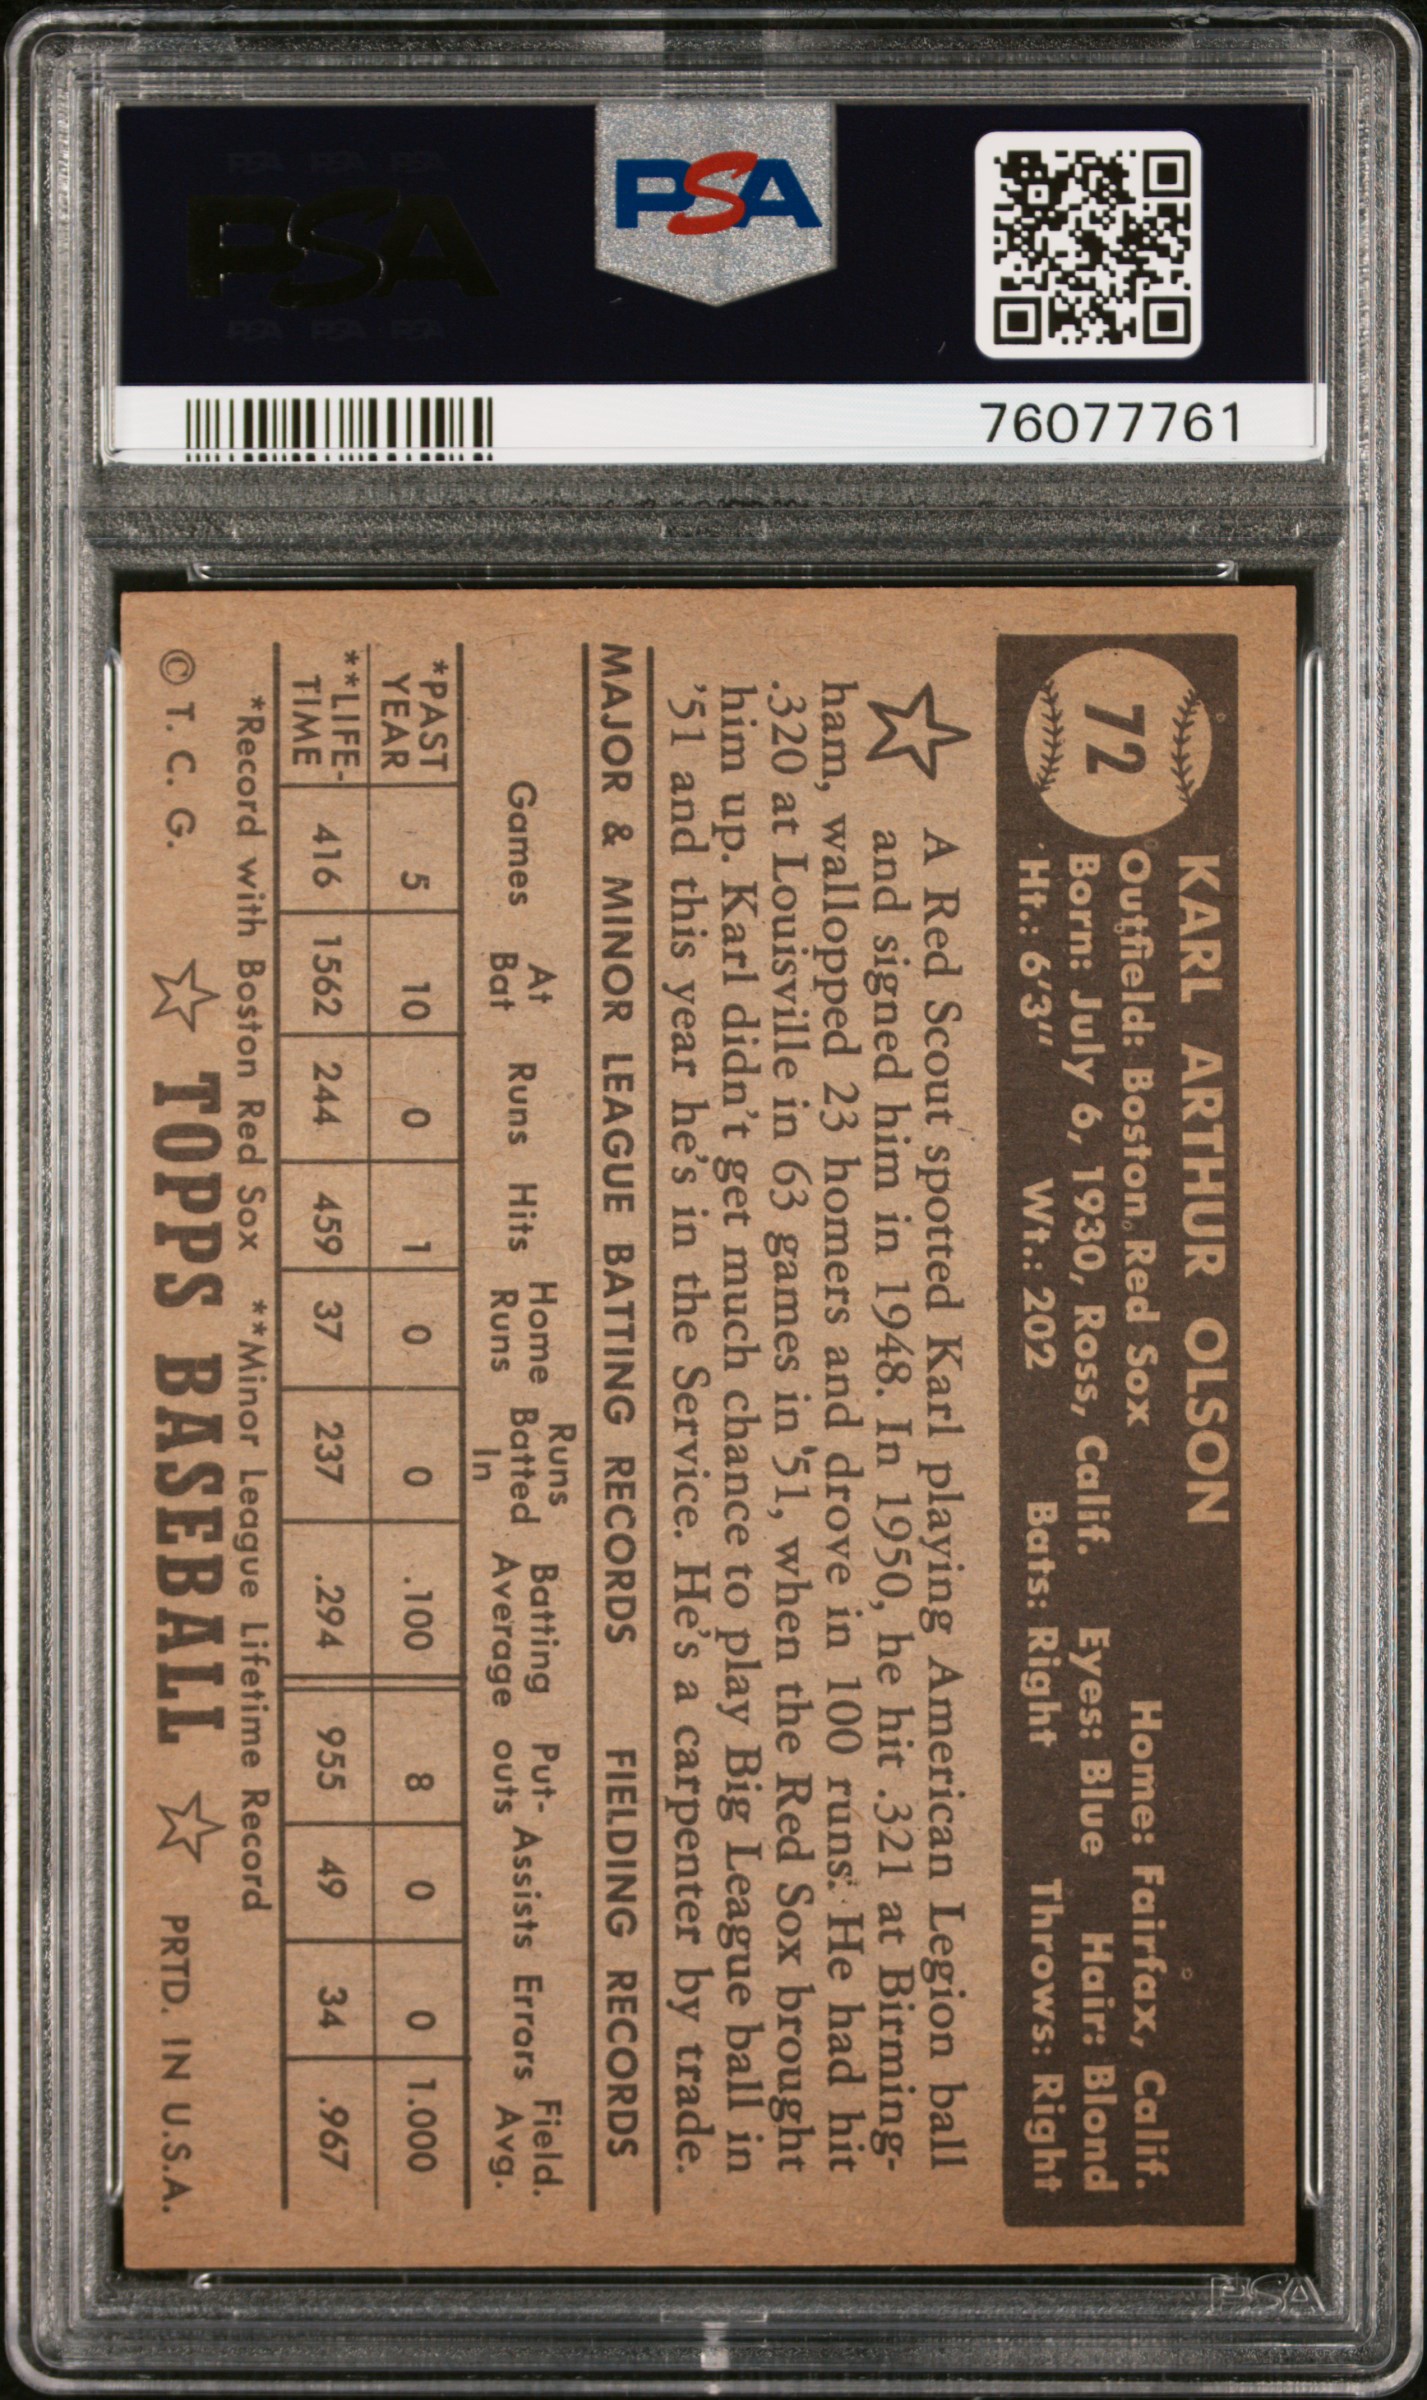 PSA PSA PSA
PSA
PSA PSA PSA
PSA
76077761
72
KARL ARTHUR OLSON
Outfield: Boston Red Sox Home: Fairfax, Calif.
Born: July 6, 1930, Ross, Calif. Eyes: Blue Hair: Blond
Ht.: 6'3" Wt.: 202 Bats: Right Throws: Right
A Red Scout spotted Karl playing American Legion ball
and signed him in 1948. In 1950, he hit .321 at Birming-
ham, walloped 23 homers and drove in 100 runs. He had hit
.320 at Louisville in 63 games in '51, when the Red Sox brought
him up. Karl didn't get much chance to play Big League ball in
'51 and this year he's in the Service. He's a carpenter by trade.
MAJOR & MINOR LEAGUE BATTING RECORDS FIELDING RECORDS
Games At Bat Runs Hits Home Runs Runs Batted In Batting Average Put-outs Assists Errors Field. Avg.
*PAST YEAR 5 10 0 1 0 0 .100 8 0 0 1.000
**LIFE-TIME 416 1562 244 459 37 237 .294 955 49 34 .967
*Record with Boston Red Sox **Minor League Lifetime Record
© T. C. G. TOPPS BASEBALL PRTD. IN U.S.A.
PSA